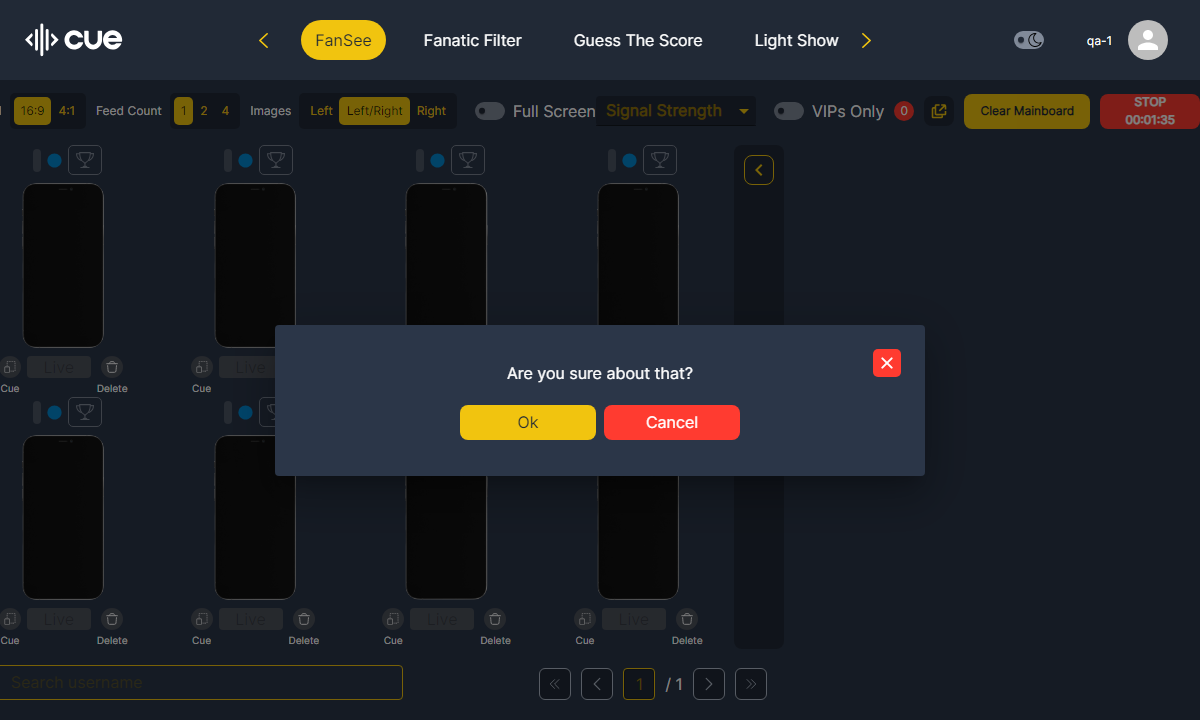 cue
FanSee
Fanatic Filter
Guess The Score
Light Show
qa-1
16:9
4:1
Feed Count
1
2
4
Images
Left
Left/Right
Right
Full Screen
Signal Strength
VIPs Only
0
Clear Mainboard
STOP
00:01:35
Live
Live
Cue
Delete
Cue
Are you sure about that?
Ok
Cancel
Live
Live
Live
Live
Cue
Delete
Cue
Delete
Cue
Delete
Cue
Delete
Search username
1
/ 1